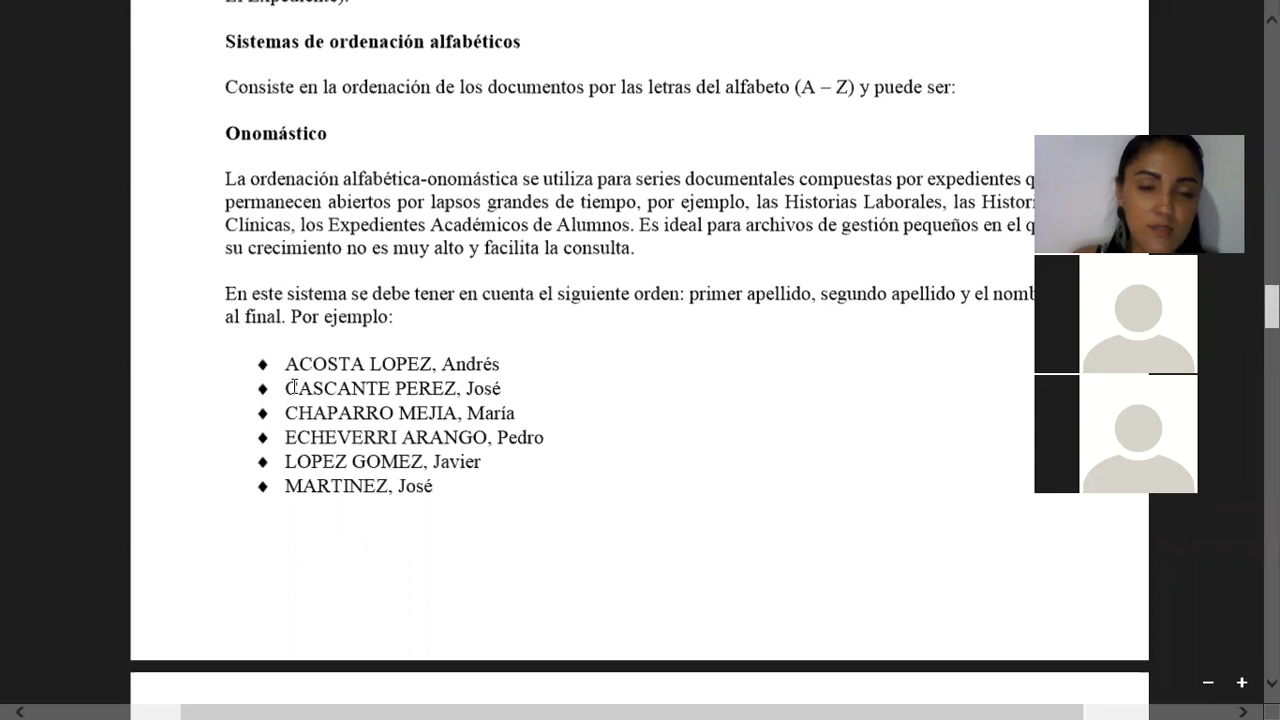 Sistemas de ordenación alfabéticos
Consiste en la ordenación de los documentos por las letras del alfabeto (A – Z) y puede ser:
Onomástico
La ordenación alfabética-onomástica se utiliza para series documentales compuestas por expedientes
permanecen abiertos por lapsos grandes de tiempo, por ejemplo, las Historias Laborales, las
Clínicas, los Expedientes Académicos de Alumnos. Es ideal para archivos de gestión pequeños en el
su crecimiento no es muy alto y facilita la consulta.
En este sistema se debe tener en cuenta el siguiente orden: primer apellido, segundo apellido y el
al final. Por ejemplo:
♦ ACOSTA LOPEZ, Andrés
♦ CASCANTE PEREZ, José
♦ CHAPARRO MEJIA, María
♦ ECHEVERRI ARANGO, Pedro
♦ LOPEZ GOMEZ, Javier
♦ MARTINEZ, José